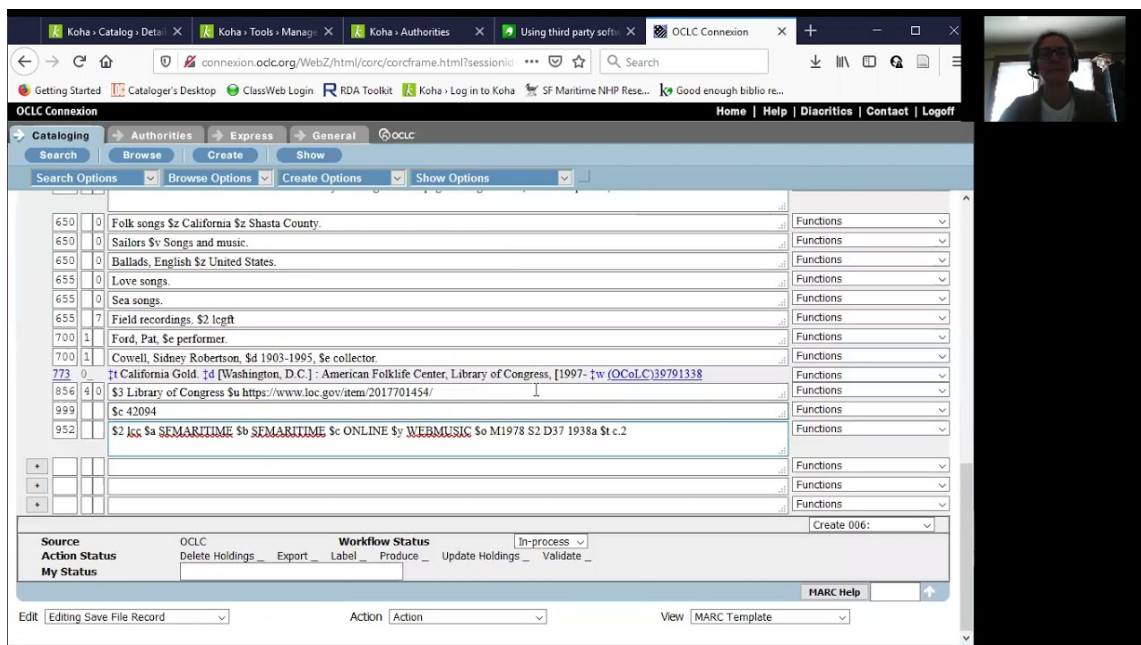 Koha › Catalog › Detail Koha › Tools › Manage Koha › Authorities Using third party softw OCLC Connexion
connexion.oclc.org/WebZ/html/corc/corcframe.html?sessionid Search
Getting Started Cataloger's Desktop ClassWeb Login RDA Toolkit Koha › Log in to Koha SF Maritime NHP Rese... Good enough biblio re...
OCLC Connexion Home | Help | Diacritics | Contact | Logoff
Cataloging Authorities Express General OCLC
Search Browse Create Show
Search Options Browse Options Create Options Show Options
650 0 Folk songs $z California $z Shasta County. Functions
650 0 Sailors $v Songs and music. Functions
650 0 Ballads, English $z United States. Functions
655 0 Love songs. Functions
655 0 Sea songs. Functions
655 7 Field recordings. $2 lcgft Functions
700 1 Ford, Pat, $e performer. Functions
700 1 Cowell, Sidney Robertson, $d 1903-1995, $e collector. Functions
773 0_ ‡t California Gold. ‡d [Washington, D.C.] : American Folklife Center, Library of Congress, [1997- ‡w (OCoLC)39791338 Functions
856 4 0 $3 Library of Congress $u https://www.loc.gov/item/2017701454/ Functions
999 $c 42094 Functions
952 $2 lcc $a SFMARITIME $b SFMARITIME $c ONLINE $y WEBMUSIC $o M1978 S2 D37 1938a $t c.2 Functions
+ Functions
+ Functions
+ Functions
Create 006:
Source OCLC Workflow Status In-process
Action Status Delete Holdings _ Export _ Label _ Produce _ Update Holdings _ Validate _
My Status
MARC Help
Edit Editing Save File Record Action Action View MARC Template